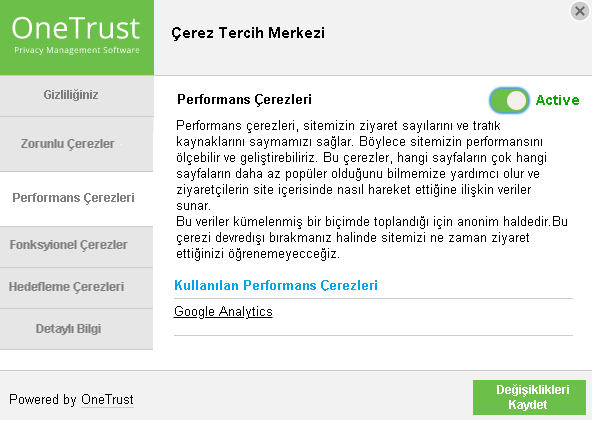 OneTrust
Privacy Management Software
Çerez Tercih Merkezi
Gizliliğiniz
Zorunlu Çerezler
Performans Çerezleri
Fonksyionel Çerezler
Hedefleme Çerezleri
Detaylı Bilgi
Performans Çerezleri
Active
Performans çerezleri, sitemizin ziyaret sayılarını ve trafik
kaynaklarını saymamızı sağlar. Böylece sitemizin performansını
ölçebilir ve geliştirebiliriz. Bu çerezler, hangi sayfaların çok hangi
sayfaların daha az popüler olduğunu bilmemize yardımcı olur ve
ziyaretçilerin site içerisinde nasıl hareket ettiğine ilişkin veriler
sunar.
Bu veriler kümelenmiş bir biçimde toplandığı için anonim haldedir.Bu
çerezi devredışı bırakmanız halinde sitemizi ne zaman ziyaret
ettiğinizi öğrenemeyecceğiz.
Kullanılan Performans Çerezleri
Google Analytics
Powered by OneTrust
Değişiklikleri
Kaydet